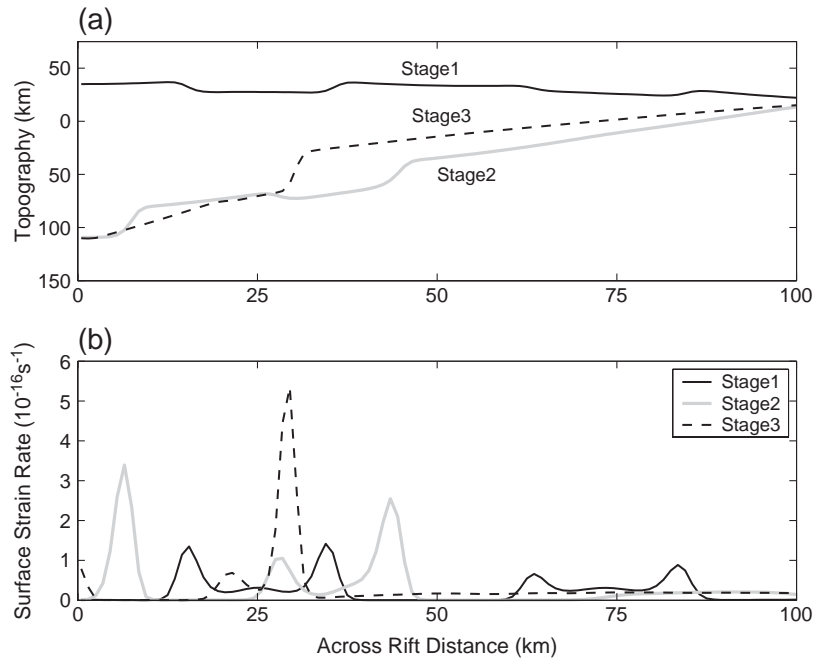 (a)
50
0
50
100
150
Topography (km)
Stage1
Stage3
Stage2
0
25
50
75
100
(b)
6
5
4
3
2
1
0
Surface Strain Rate (10⁻¹⁶s⁻¹)
Stage1
Stage2
Stage3
0
25
50
75
100
Across Rift Distance (km)